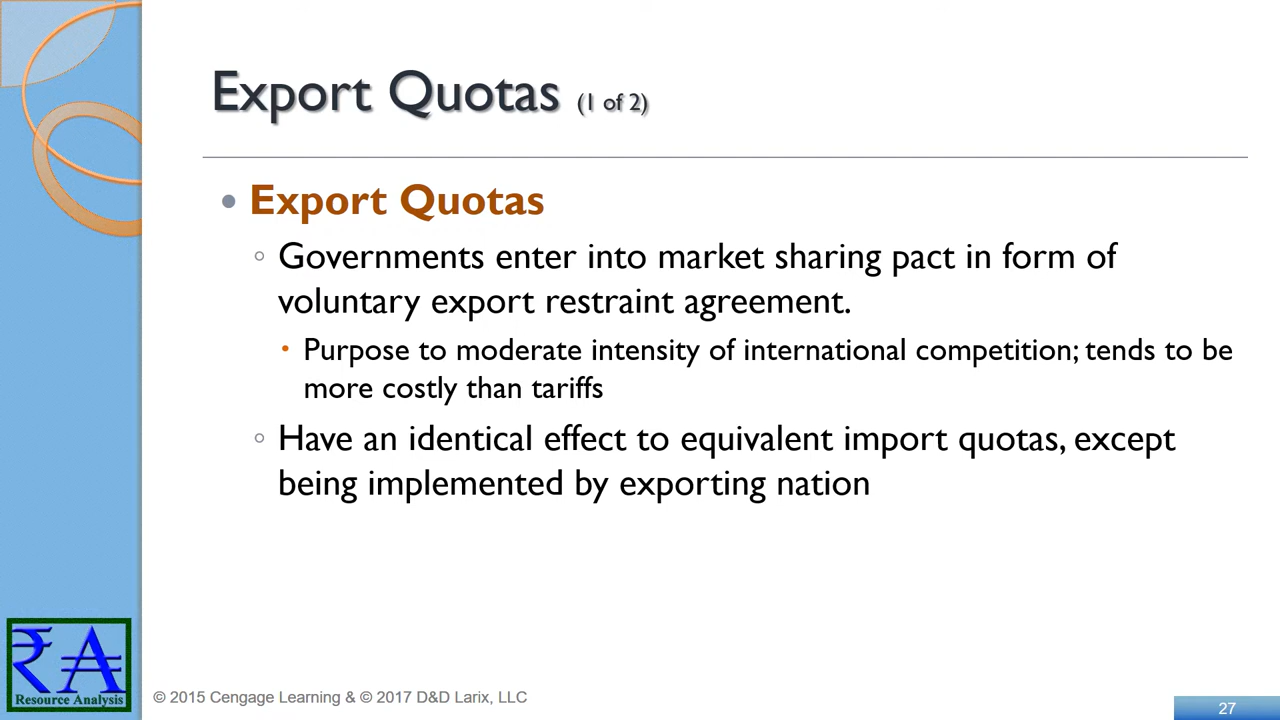 Export Quotas (1 of 2)
• Export Quotas
◦ Governments enter into market sharing pact in form of
voluntary export restraint agreement.
• Purpose to moderate intensity of international competition; tends to be
more costly than tariffs
◦ Have an identical effect to equivalent import quotas, except
being implemented by exporting nation
₹A
Resource Analysis
© 2015 Cengage Learning & © 2017 D&D Larix, LLC
27